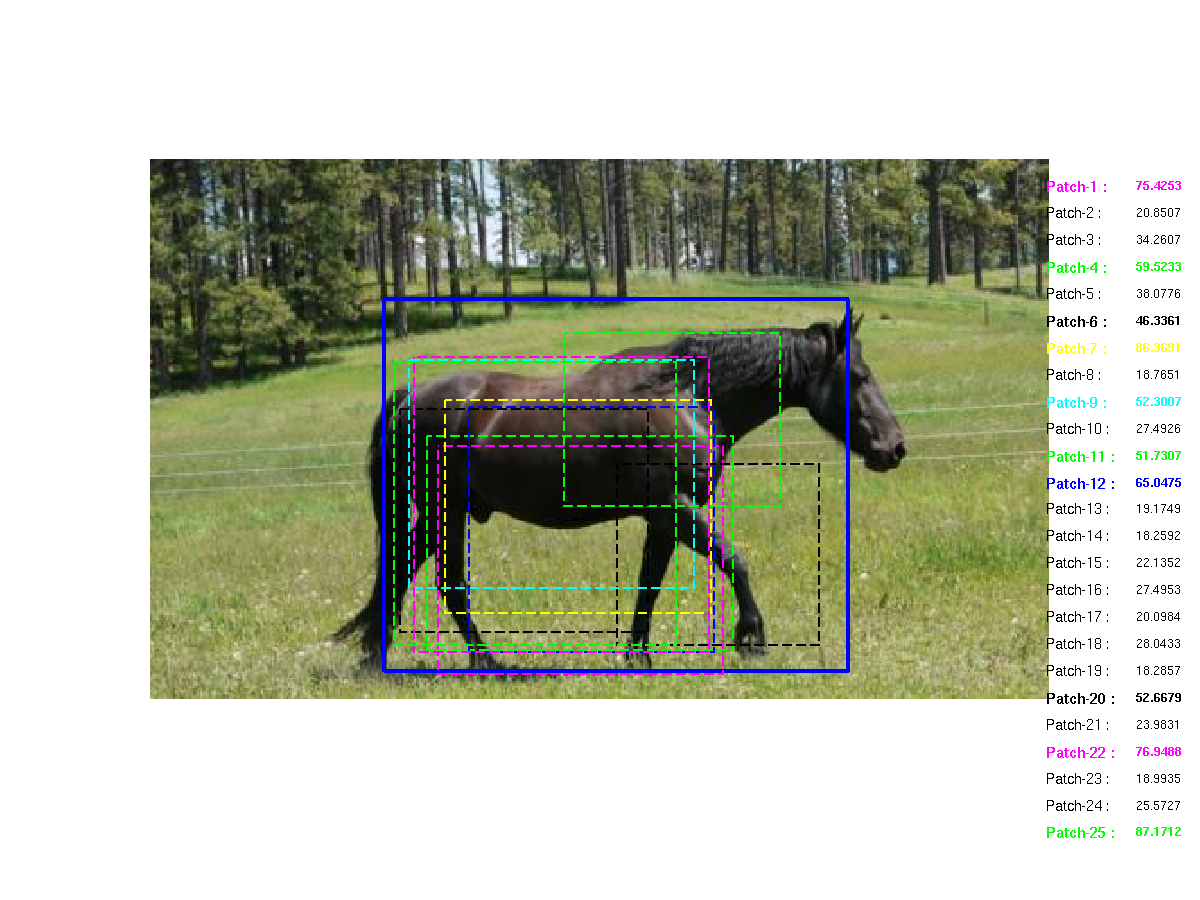 Patch-1 : 75.4253
Patch-2 : 20.8507
Patch-3 : 34.2607
Patch-4 : 59.5233
Patch-5 : 38.0776
Patch-6 : 46.3361
Patch-7 : 86.3691
Patch-8 : 18.7651
Patch-9 : 52.3007
Patch-10 : 27.4926
Patch-11 : 51.7307
Patch-12 : 65.0475
Patch-13 : 19.1749
Patch-14 : 18.2592
Patch-15 : 22.1352
Patch-16 : 27.4953
Patch-17 : 20.0984
Patch-18 : 28.0433
Patch-19 : 18.2857
Patch-20 : 52.6679
Patch-21 : 23.9831
Patch-22 : 76.9488
Patch-23 : 18.9935
Patch-24 : 25.5727
Patch-25 : 87.1712